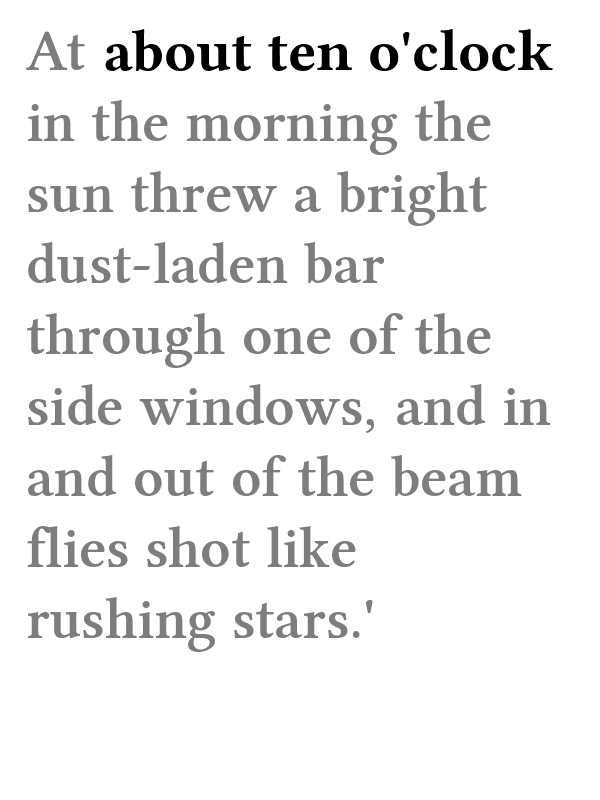 At about ten o'clock
in the morning the
sun threw a bright
dust-laden bar
through one of the
side windows, and in
and out of the beam
flies shot like
rushing stars.'